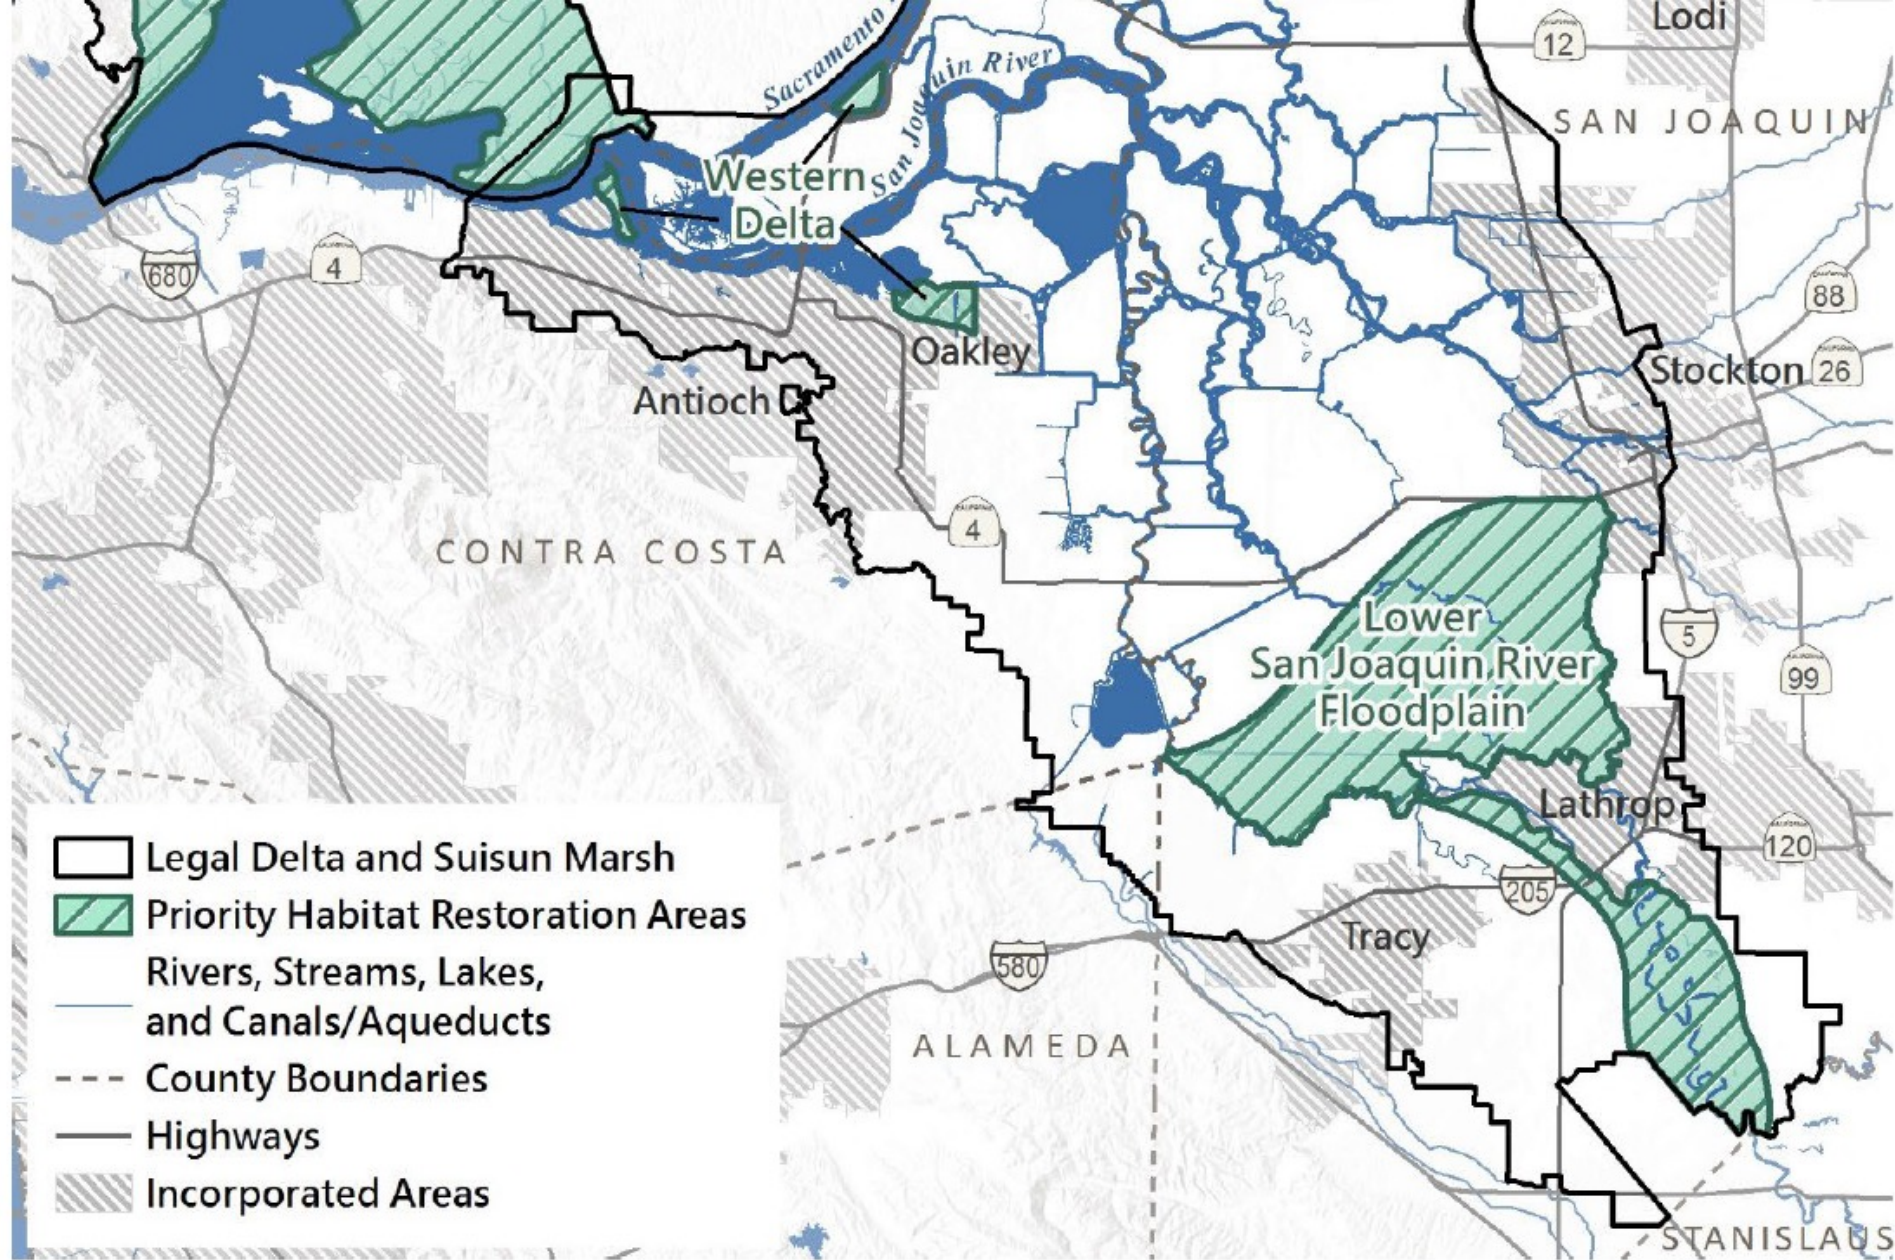 Sacramento
San Joaquin River
Lodi
12
SAN JOAQUIN
Western
Delta
680
4
88
Oakley
Stockton
26
Antioch
4
CONTRA COSTA
Lower
San Joaquin River
Floodplain
5
99
Lathrop
120
205
Tracy
580
ALAMEDA
STANISLAUS
Legal Delta and Suisun Marsh
Priority Habitat Restoration Areas
Rivers, Streams, Lakes,
and Canals/Aqueducts
County Boundaries
Highways
Incorporated Areas